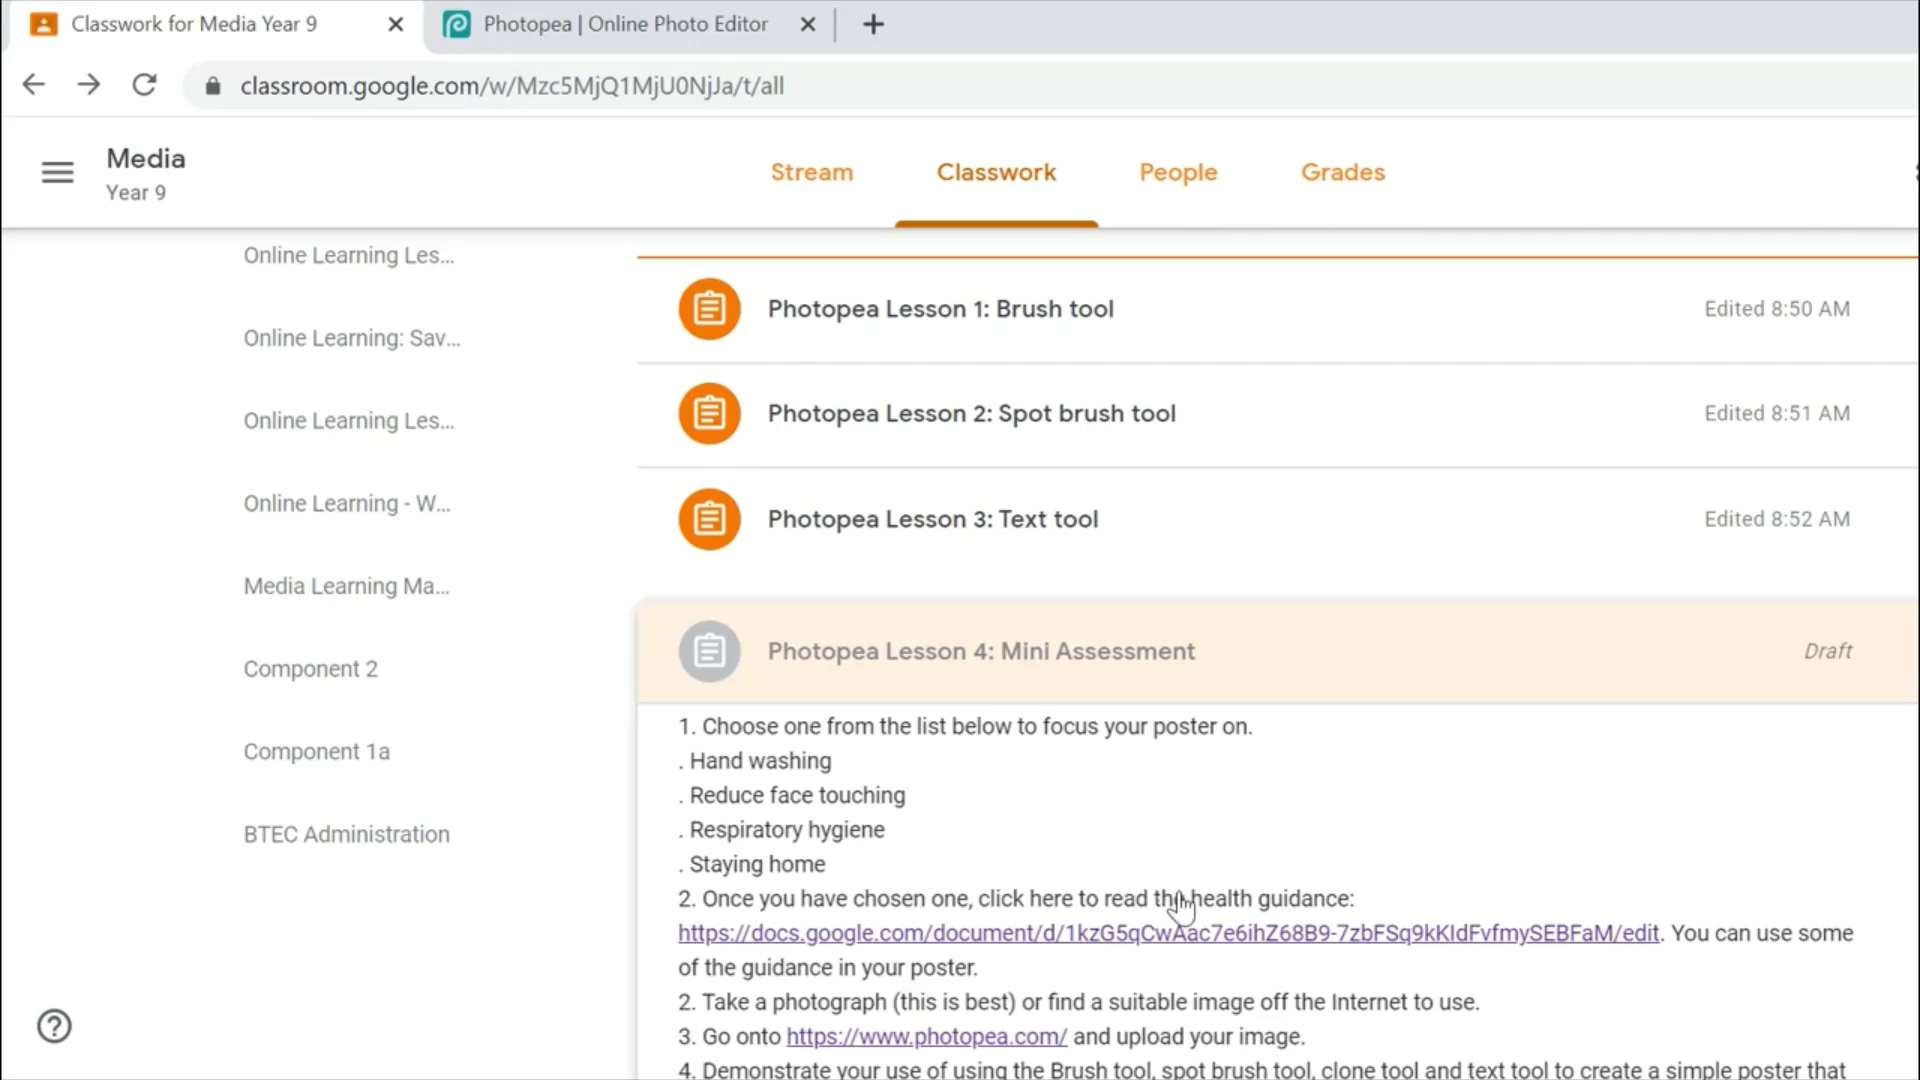 Classwork for Media Year 9
Photopea | Online Photo Editor
classroom.google.com/w/Mzc5MjQ1MjU0NjJa/t/all
Media
Year 9
Stream
Classwork
People
Grades
Online Learning Les...
Online Learning: Sav...
Online Learning Les...
Online Learning - W...
Media Learning Ma...
Component 2
Component 1a
BTEC Administration
Photopea Lesson 1: Brush tool
Edited 8:50 AM
Photopea Lesson 2: Spot brush tool
Edited 8:51 AM
Photopea Lesson 3: Text tool
Edited 8:52 AM
Photopea Lesson 4: Mini Assessment
Draft
1. Choose one from the list below to focus your poster on.
. Hand washing
. Reduce face touching
. Respiratory hygiene
. Staying home
2. Once you have chosen one, click here to read the health guidance:
https://docs.google.com/document/d/1kzG5qCwAac7e6ihZ68B9-7zbFSq9kKIdFvfmySEBFaM/edit. You can use some
of the guidance in your poster.
2. Take a photograph (this is best) or find a suitable image off the Internet to use.
3. Go onto https://www.photopea.com/ and upload your image.
4. Demonstrate your use of using the Brush tool, spot brush tool, clone tool and text tool to create a simple poster that